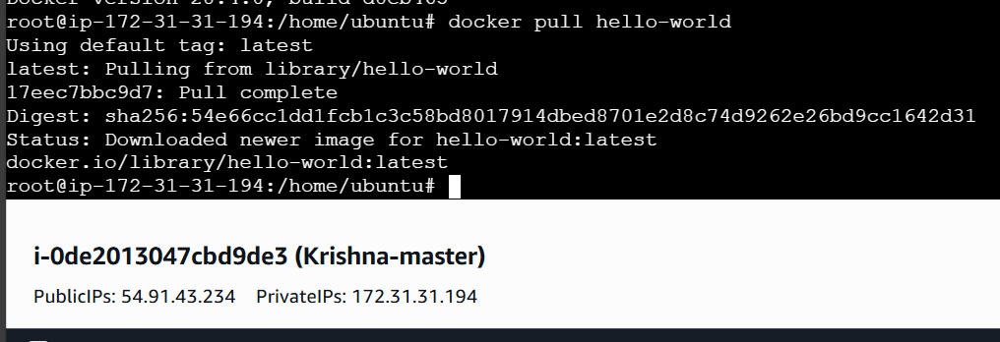 root@ip-172-31-31-194:/home/ubuntu# docker pull hello-world
Using default tag: latest
latest: Pulling from library/hello-world
17eec7bbc9d7: Pull complete
Digest: sha256:54e66cc1dd1fcb1c3c58bd8017914dbed8701e2d8c74d9262e26bd9cc1642d31
Status: Downloaded newer image for hello-world:latest
docker.io/library/hello-world:latest
root@ip-172-31-31-194:/home/ubuntu#
i-0de2013047cbd9de3 (Krishna-master)
PublicIPs: 54.91.43.234 PrivateIPs: 172.31.31.194